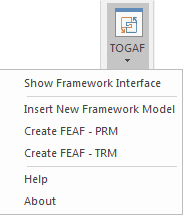 TOGAF
Show Framework Interface
Insert New Framework Model
Create FEAF - PRM
Create FEAF - TRM
Help
About